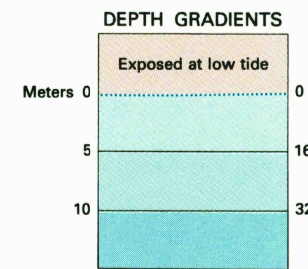 DEPTH GRADIENTS
Exposed at low tide
Meters 0 0
5 16
10 32